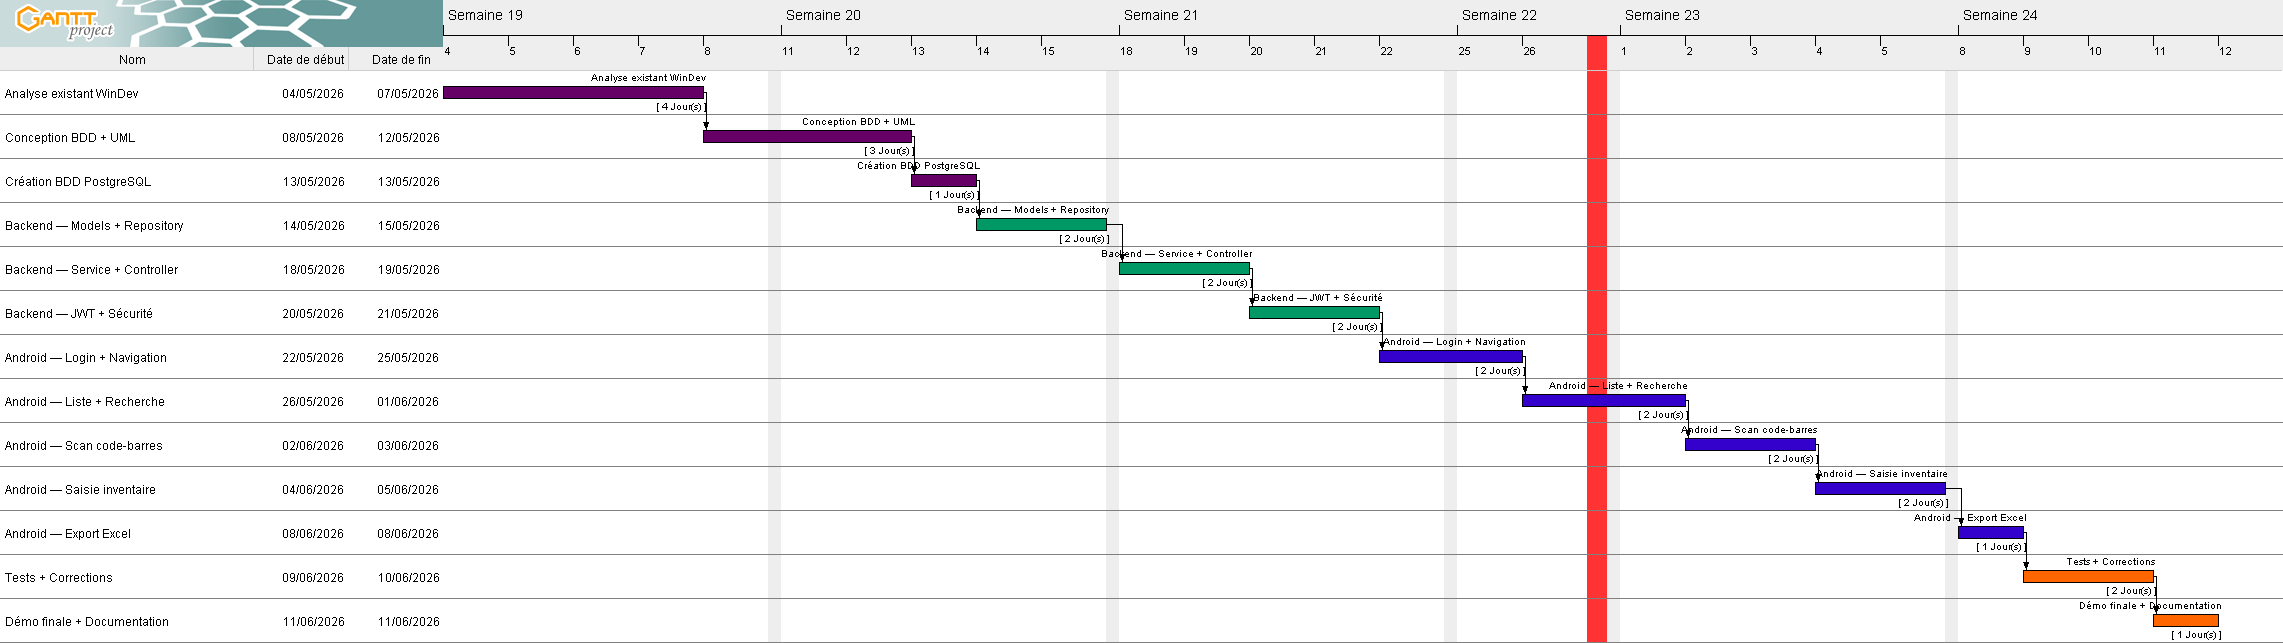 GANTT
project
Semaine 19 Semaine 20 Semaine 21 Semaine 22 Semaine 23 Semaine 24
4 5 6 7 8 11 12 13 14 15 18 19 20 21 22 25 26 1 2 3 4 5 8 9 10 11 12
Nom Date de début Date de fin
Analyse existant WinDev
Analyse existant WinDev 04/05/2026 07/05/2026
[ 4 Jour(s) ]
Conception BDD + UML
Conception BDD + UML 08/05/2026 12/05/2026
[ 3 Jour(s) ]
Création BDD PostgreSQL
Création BDD PostgreSQL 13/05/2026 13/05/2026
[ 1 Jour(s) ]
Backend — Models + Repository
Backend — Models + Repository 14/05/2026 15/05/2026
[ 2 Jour(s) ]
Backend — Service + Controller
Backend — Service + Controller 18/05/2026 19/05/2026
[ 2 Jour(s) ]
Backend — JWT + Sécurité
Backend — JWT + Sécurité 20/05/2026 21/05/2026
[ 2 Jour(s) ]
Android — Login + Navigation
Android — Login + Navigation 22/05/2026 25/05/2026
[ 2 Jour(s) ]
Android — Liste + Recherche
Android — Liste + Recherche 26/05/2026 01/06/2026
[ 2 Jour(s) ]
Android — Scan code-barres
Android — Scan code-barres 02/06/2026 03/06/2026
[ 2 Jour(s) ]
Android — Saisie inventaire
Android — Saisie inventaire 04/06/2026 05/06/2026
[ 2 Jour(s) ]
Android — Export Excel
Android — Export Excel 08/06/2026 08/06/2026
[ 1 Jour(s) ]
Tests + Corrections
Tests + Corrections 09/06/2026 10/06/2026
[ 2 Jour(s) ]
Démo finale + Documentation
Démo finale + Documentation 11/06/2026 11/06/2026
[ 1 Jour(s) ]